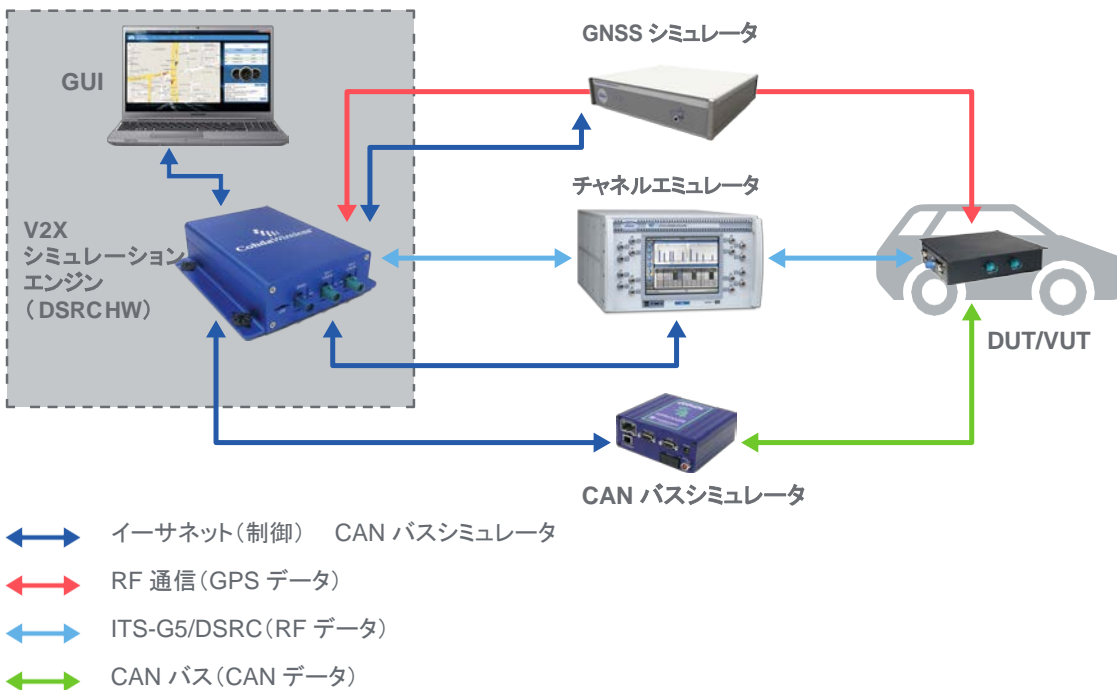 GNSS シミュレータ
GUI
チャネルエミュレータ
V2X
シミュレーション
エンジン
(DSRCHW)
CohdaWireless
DUT/VUT
CAN バスシミュレータ
イーサネット(制御) CAN バスシミュレータ
RF 通信(GPS データ)
ITS-G5/DSRC(RF データ)
CAN バス(CAN データ)